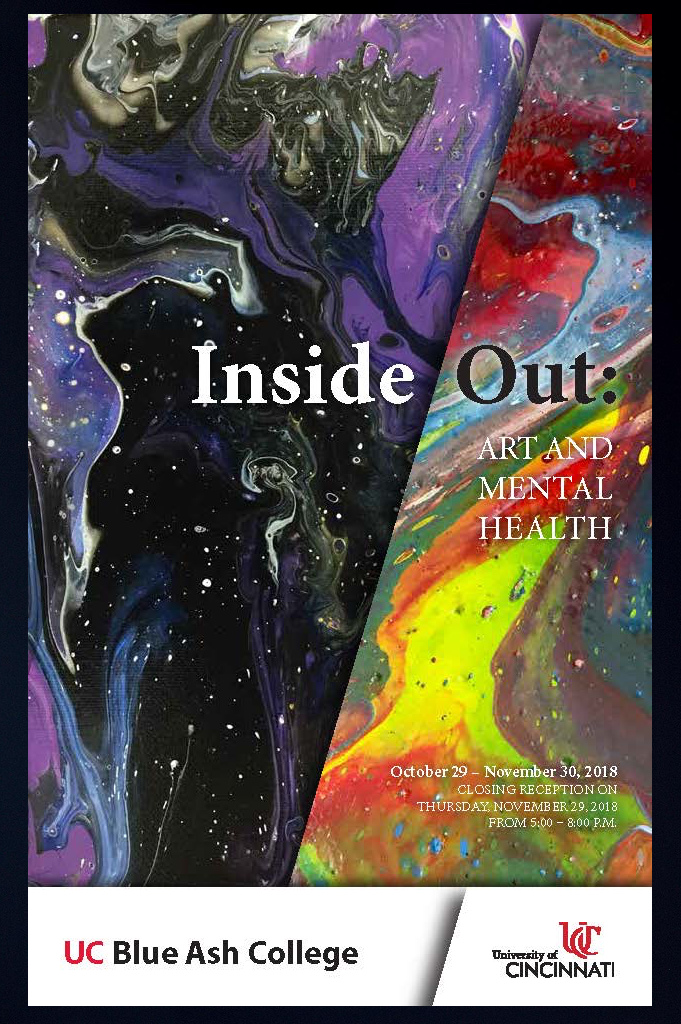 Inside Out:
ART AND
MENTAL
HEALTH
October 29 – November 30, 2018
CLOSING RECEPTION ON
THURSDAY, NOVEMBER 29, 2018
FROM 5:00 – 8:00 P.M.
UC Blue Ash College
UC
University of
CINCINNATI